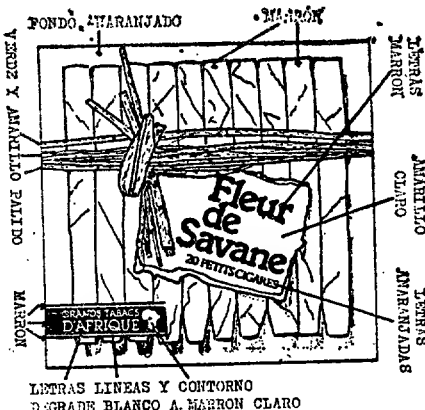 FONDO ANARANJADO
MARRÓN
VERDE Y AMARILLO PALIDO
LETRAS
MARRON
AMARILLO
CLARO
Fleur
de
Savane
20 PETITS CIGARES
LETRAS
ANARANJADAS
MARRON
GRANDS TABACS
D'AFRIQUE
LETRAS LINEAS Y CONTORNO
DEGRADE BLANCO A MARRON CLARO